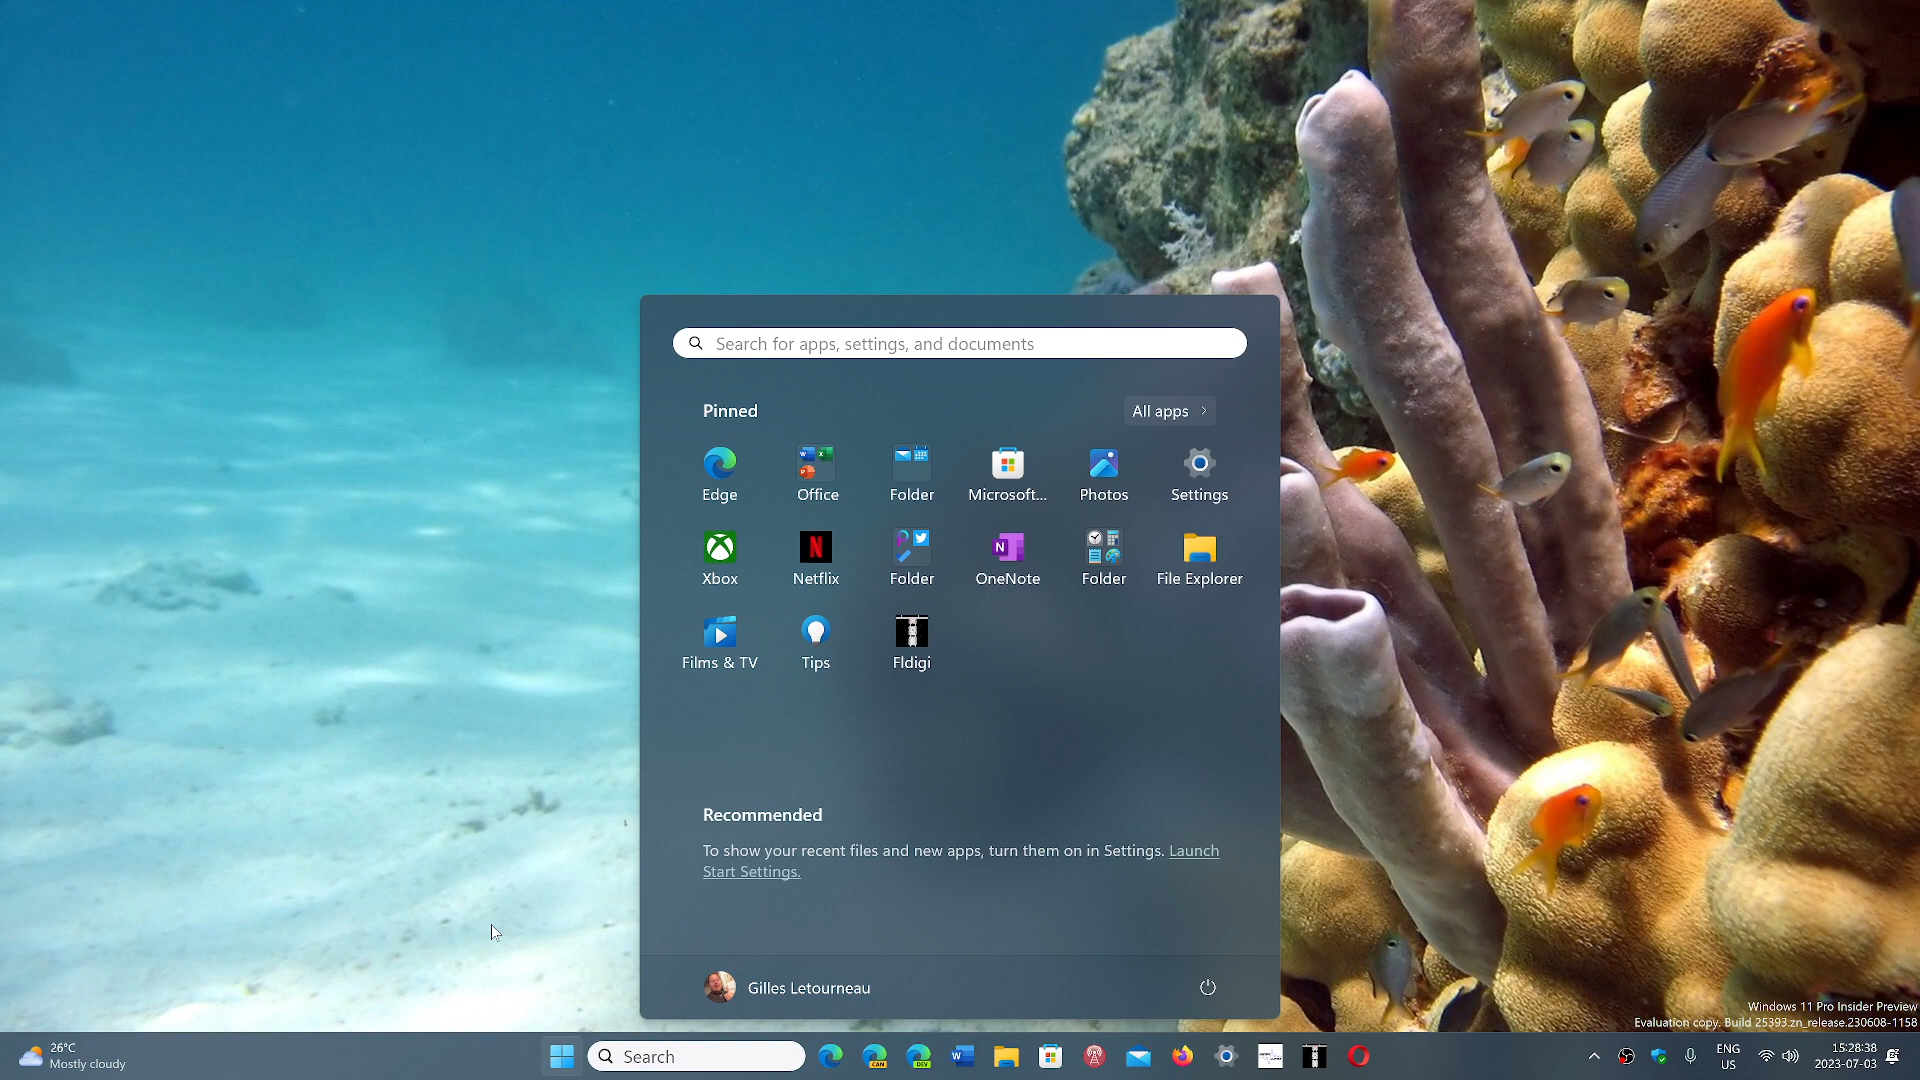 Search for apps, settings, and documents
Pinned
All apps
Edge
Office
Folder
Microsoft...
Photos
Settings
Xbox
Netflix
Folder
OneNote
Folder
File Explorer
Films & TV
Tips
Fldigi
Recommended
To show your recent files and new apps, turn them on in Settings. Launch
Start Settings.
Gilles Letourneau
Windows 11 Pro Insider Preview
Evaluation copy. Build 25393.zn_release.230608-1158
26°C
Mostly cloudy
Search
CAN
DEV
ENG
US
15:28:38
2023-07-03